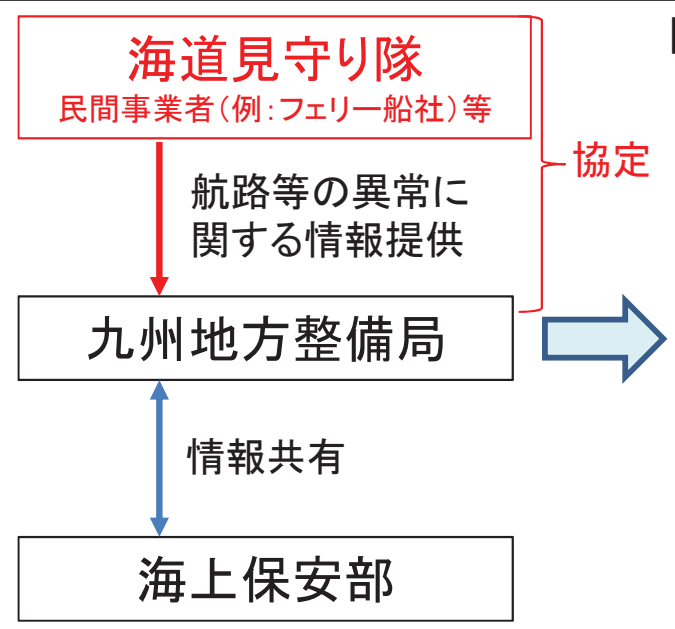 海道見守り隊
民間事業者（例：フェリー船社）等
協定
航路等の異常に
関する情報提供
九州地方整備局
情報共有
海上保安部